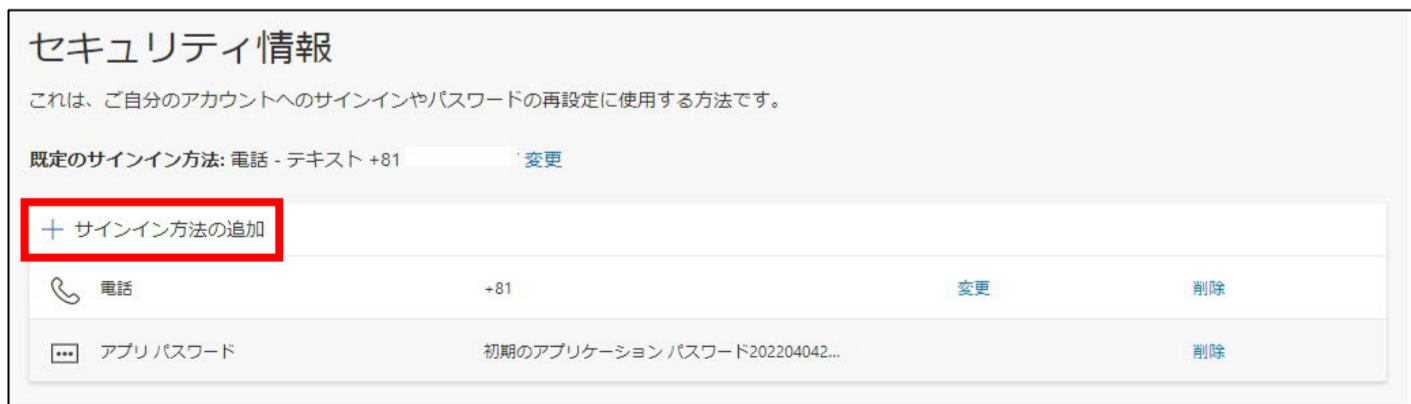 セキュリティ情報
これは、ご自分のアカウントへのサインインやパスワードの再設定に使用する方法です。
既定のサインイン方法: 電話 - テキスト +81 変更
＋ サインイン方法の追加
電話 +81 変更 削除
アプリ パスワード 初期のアプリケーション パスワード202204042... 削除